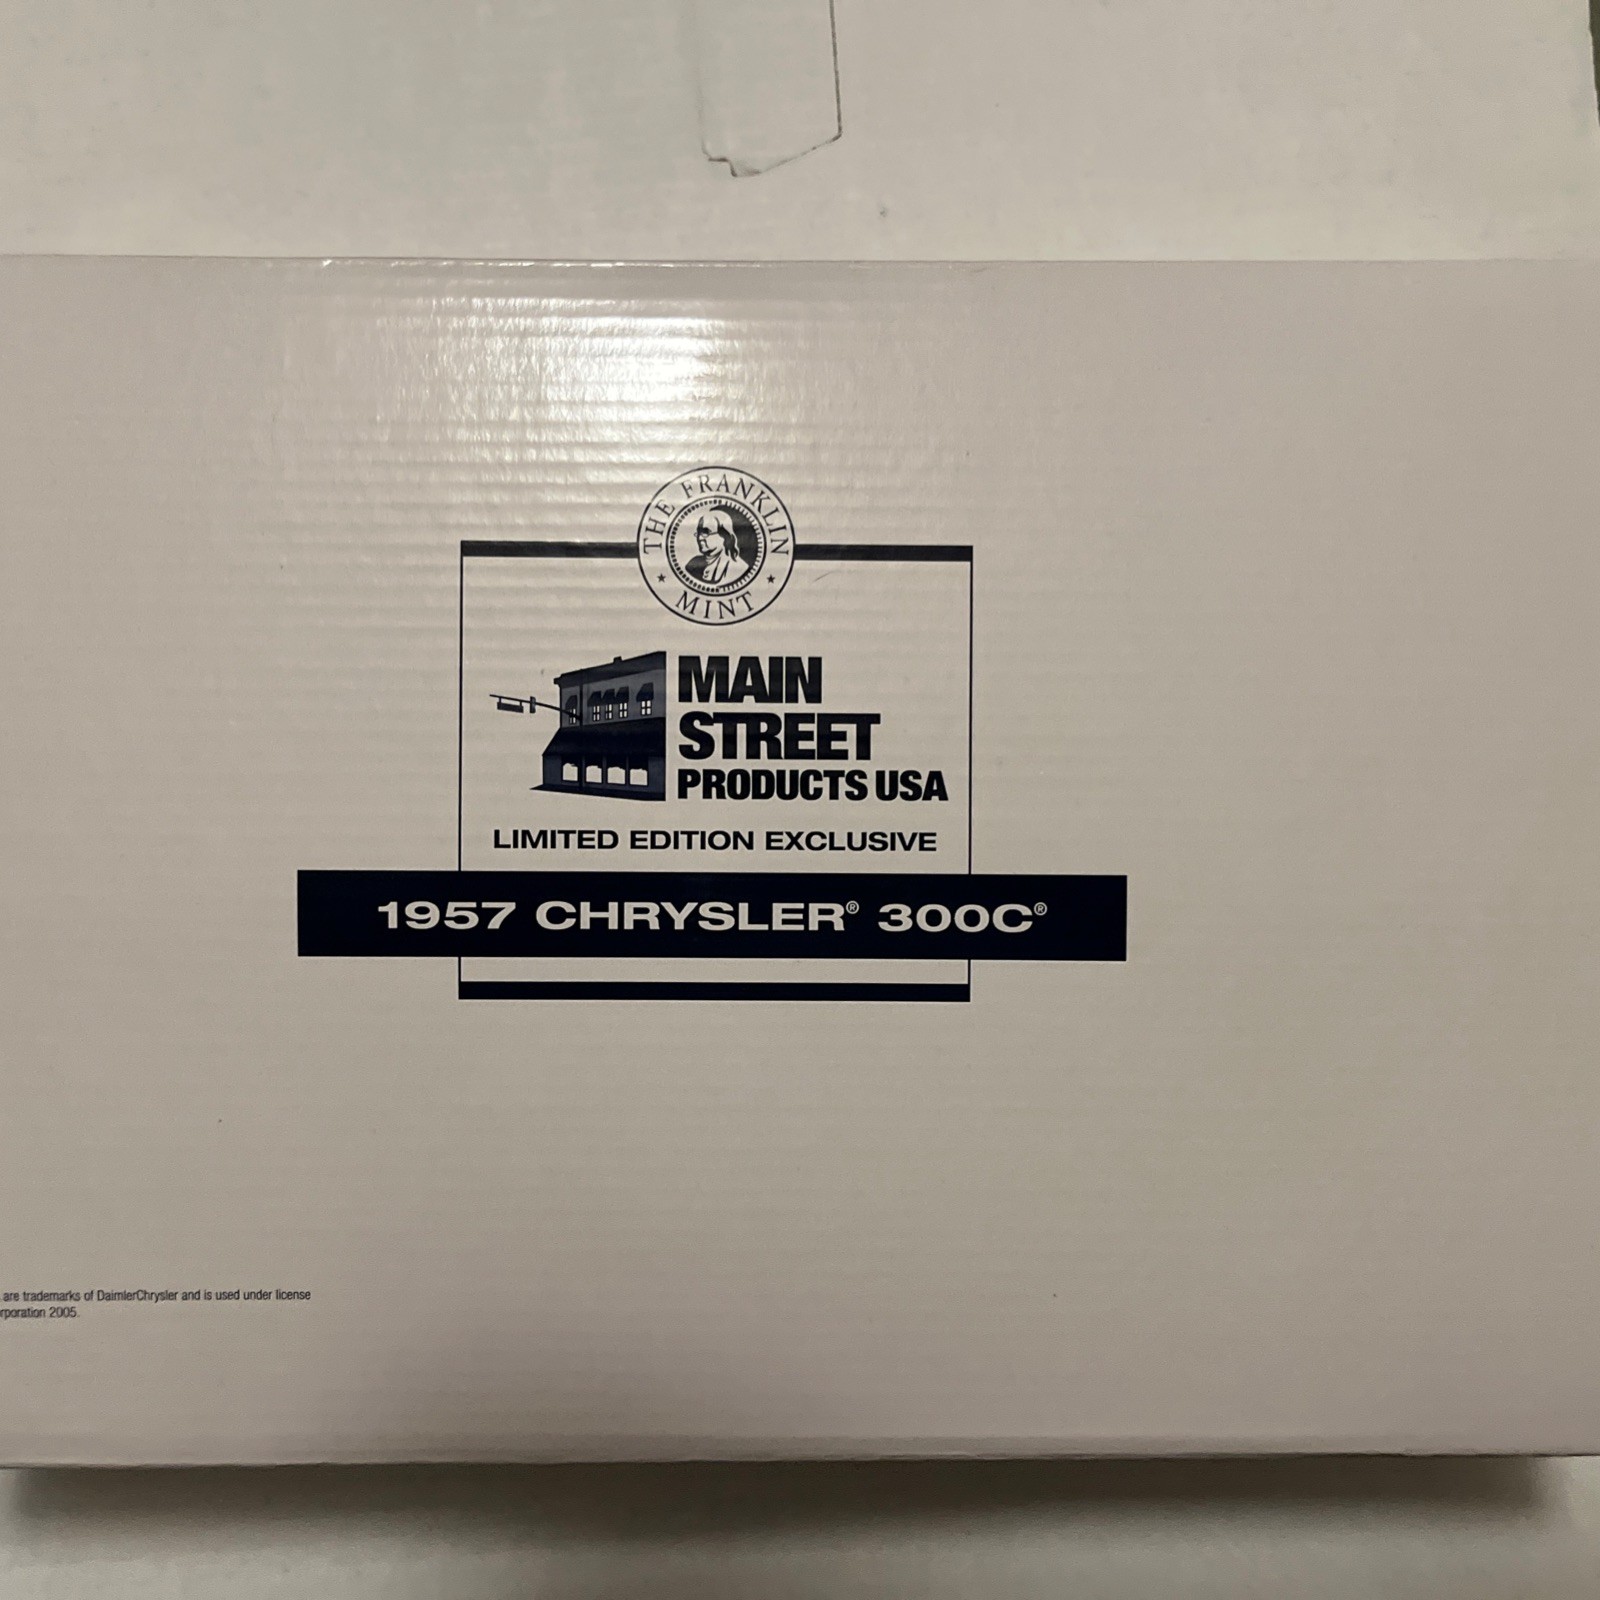 THE FRANKLIN
MINT
MAIN
STREET
PRODUCTS USA
LIMITED EDITION EXCLUSIVE
1957 CHRYSLER® 300C®
are trademarks of DaimlerChrysler and is used under license
rporation 2005.